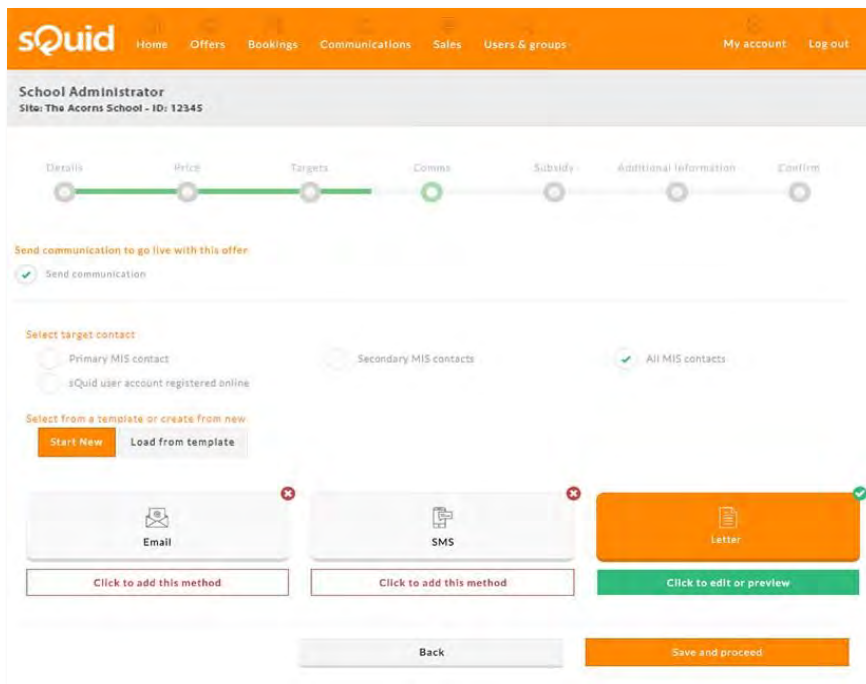 sQuid Home Offers Bookings Communications Sales Users & groups My account Log out
School Administrator
Site: The Acorns School - ID: 12345
Details Price Targets Comms Subsidy Additional information Confirm
Send communication to go live with this offer
Send communication
Select target contact
Primary MIS contact Secondary MIS contacts All MIS contacts
sQuid user account registered online
Select from a template or create from new
Start New Load from template
Email SMS Letter
Click to add this method Click to add this method Click to edit or preview
Back Save and proceed